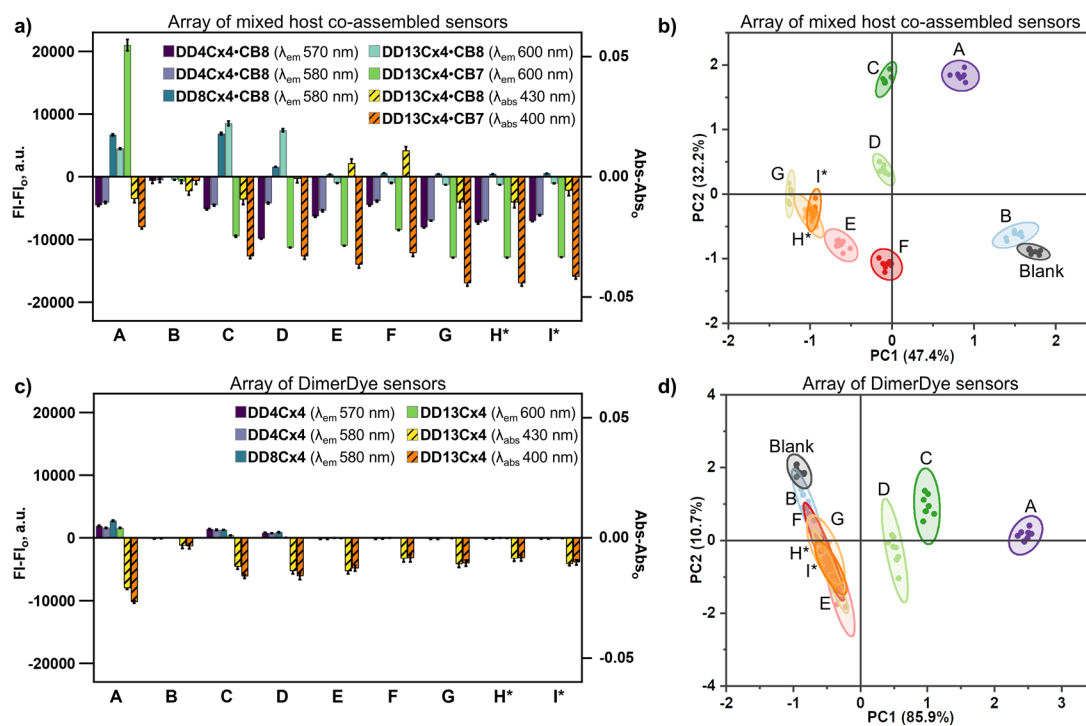 a)
Array of mixed host co-assembled sensors
20000
10000
0
-10000
-20000
FI-FIo, a.u.
DD4Cx4•CB8 (λem 570 nm)
DD4Cx4•CB8 (λem 580 nm)
DD8Cx4•CB8 (λem 580 nm)
DD13Cx4•CB8 (λem 600 nm)
DD13Cx4•CB7 (λem 600 nm)
DD13Cx4•CB8 (λabs 430 nm)
DD13Cx4•CB7 (λabs 400 nm)
0.05
0.00
-0.05
Abs-Abso
A B C D E F G H* I*
b)
Array of mixed host co-assembled sensors
2
1
0
-1
-2
PC2 (32.2%)
A
C
D
G
I*
H*
E
F
B
Blank
-2 -1 0 1 2
PC1 (47.4%)
c)
Array of DimerDye sensors
20000
10000
0
-10000
-20000
FI-FIo, a.u.
DD4Cx4 (λem 570 nm)
DD4Cx4 (λem 580 nm)
DD8Cx4 (λem 580 nm)
DD13Cx4 (λem 600 nm)
DD13Cx4 (λabs 430 nm)
DD13Cx4 (λabs 400 nm)
0.05
0.00
-0.05
Abs-Abso
A B C D E F G H* I*
d)
Array of DimerDye sensors
4
2
0
-2
-4
PC2 (10.7%)
Blank
B
F
G
H*
I*
E
D
C
A
-2 -1 0 1 2 3
PC1 (85.9%)